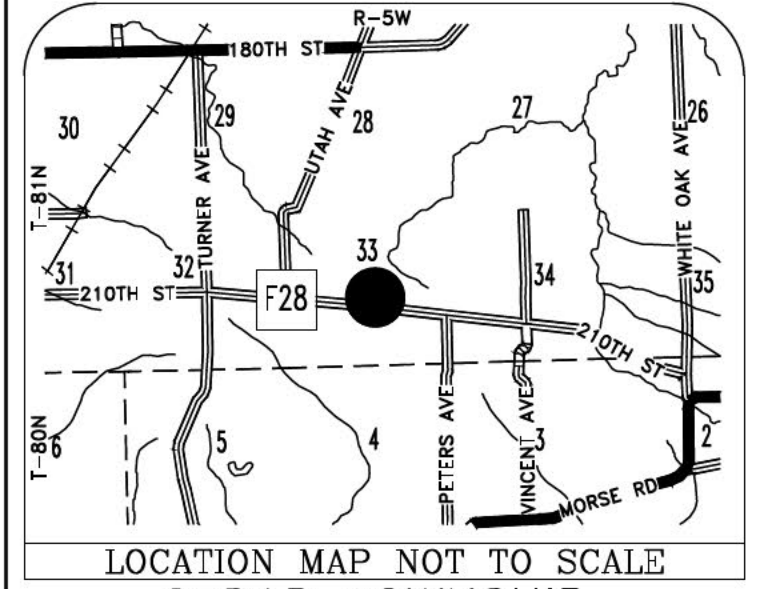 R-5W
180TH ST
30
29
28
27
26
UTAH AVE
WHITE OAK AVE
T-81N
TURNER AVE
31
32
33
34
35
210TH ST
F28
210TH ST
T-80N
6
5
4
PETERS AVE
VINCENT AVE
3
2
MORSE RD
LOCATION MAP NOT TO SCALE